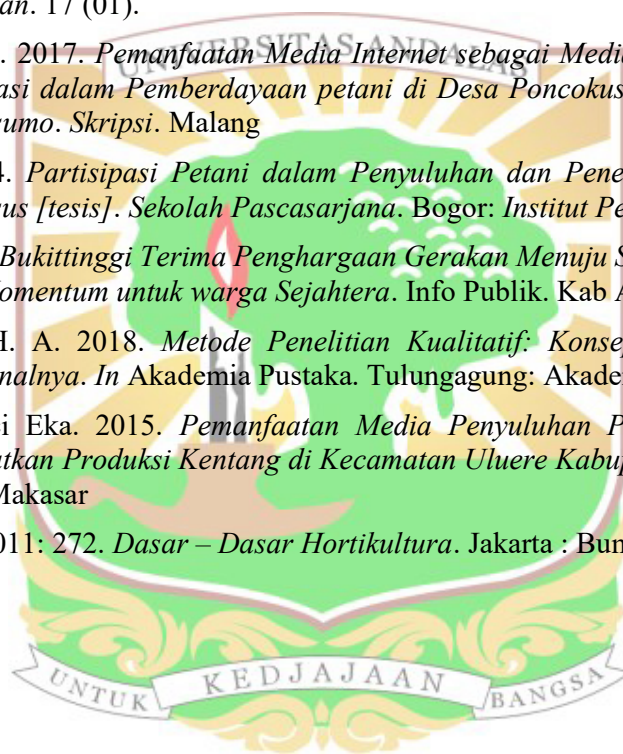 an. 17 (01).
UNIVERSITAS ANDALAS
. 2017. Pemanfaatan Media Internet sebagai Media
asi dalam Pemberdayaan petani di Desa Poncokus
umo. Skripsi. Malang
4. Partisipasi Petani dalam Penyuluhan dan Pene
us [tesis]. Sekolah Pascasarjana. Bogor: Institut Pe
Bukittinggi Terima Penghargaan Gerakan Menuju S
omentum untuk warga Sejahtera. Info Publik. Kab A
H. A. 2018. Metode Penelitian Kualitatif: Konsep
nalnya. In Akademia Pustaka. Tulungagung: Akade
i Eka. 2015. Pemanfaatan Media Penyuluhan P
atkan Produksi Kentang di Kecamatan Uluere Kabup
Makasar
011: 272. Dasar – Dasar Hortikultura. Jakarta : Bun
UNTUK KEDJAJAAN BANGSA